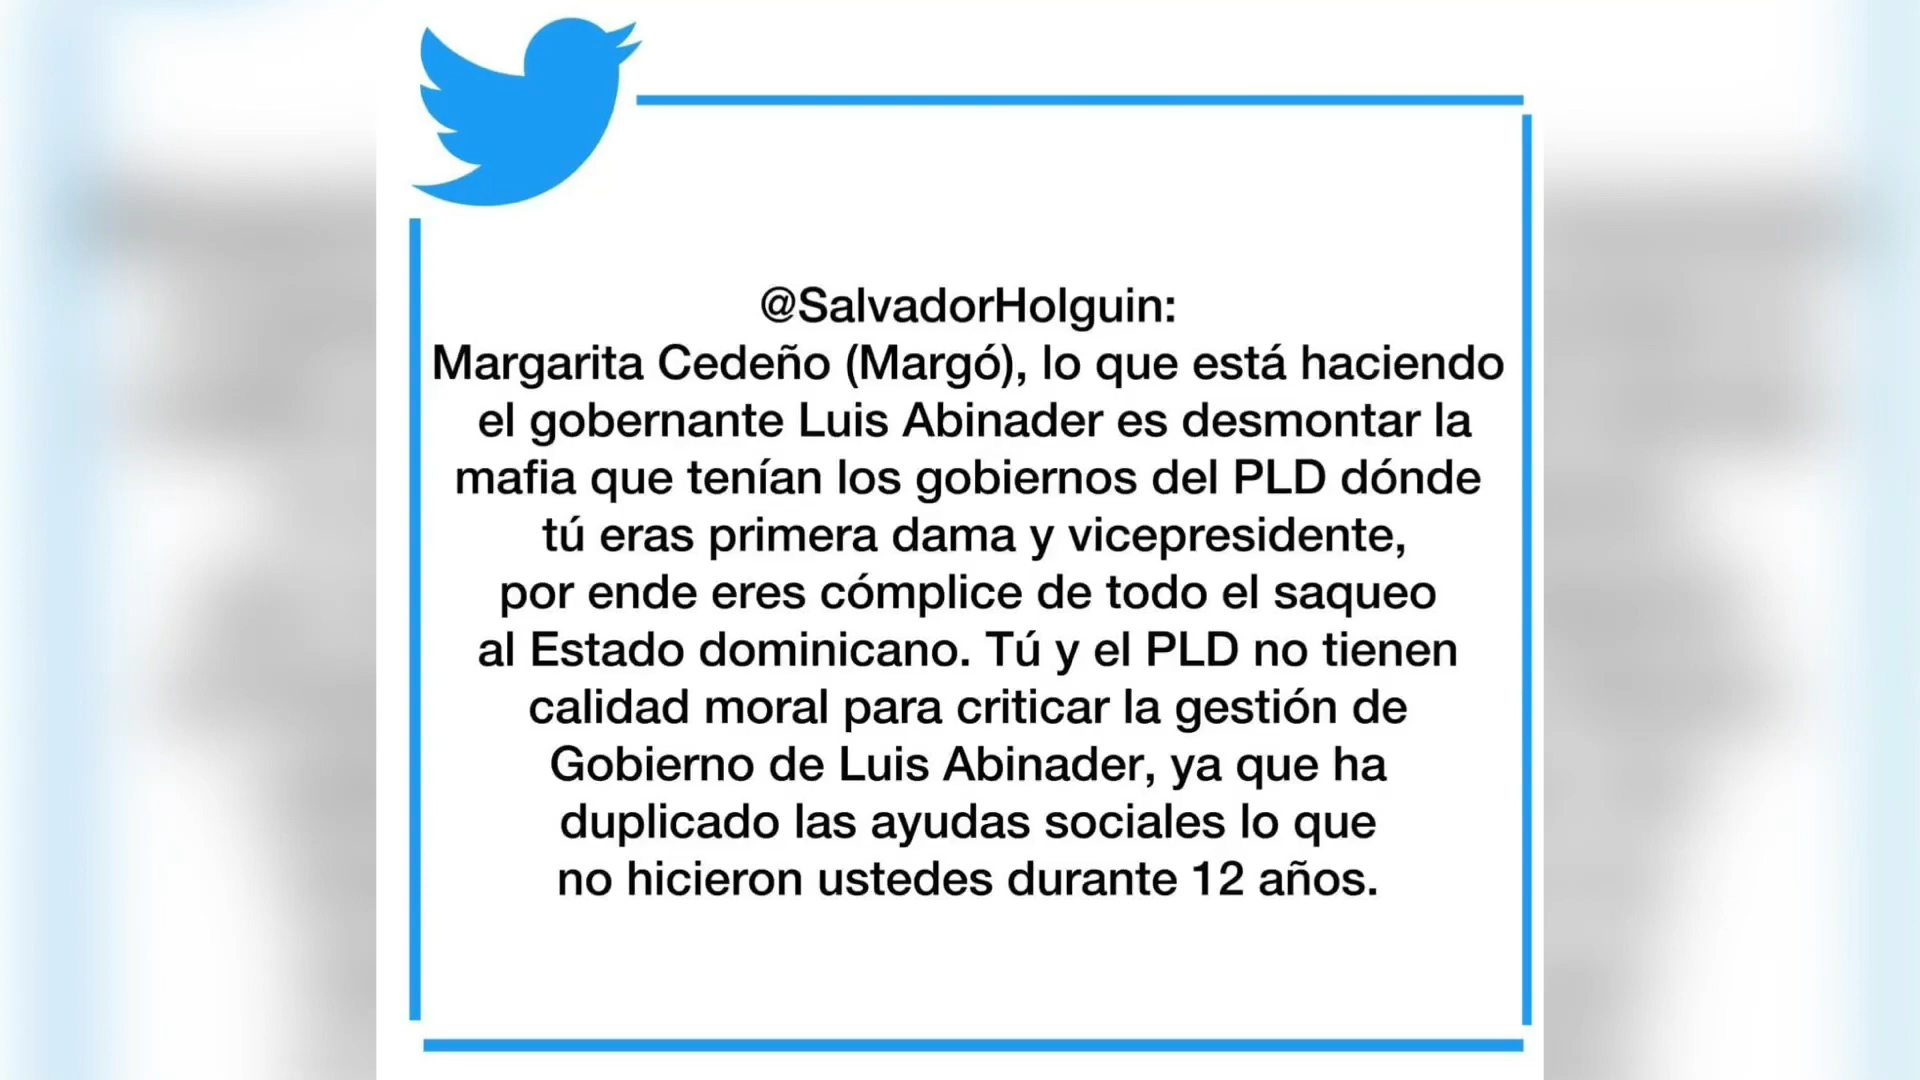 @SalvadorHolguin:
Margarita Cedeño (Margó), lo que está haciendo
el gobernante Luis Abinader es desmontar la
mafia que tenían los gobiernos del PLD dónde
tú eras primera dama y vicepresidente,
por ende eres cómplice de todo el saqueo
al Estado dominicano. Tú y el PLD no tienen
calidad moral para criticar la gestión de
Gobierno de Luis Abinader, ya que ha
duplicado las ayudas sociales lo que
no hicieron ustedes durante 12 años.